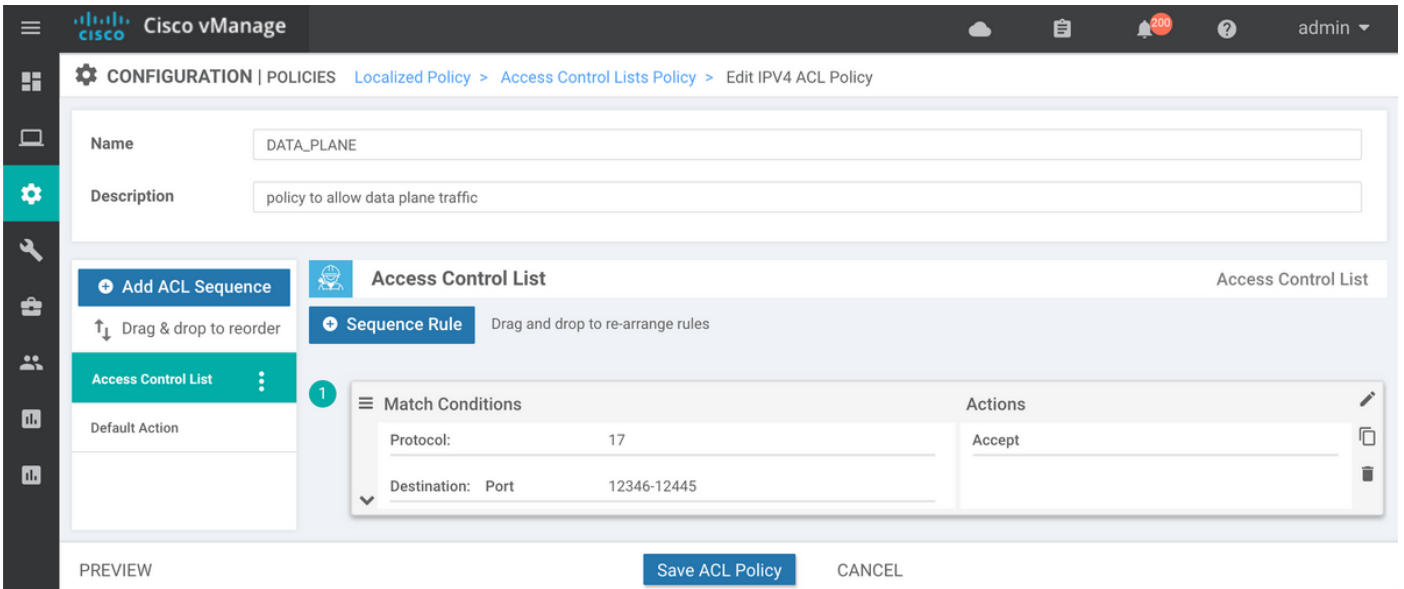 CISCO Cisco vManage 200 admin
CONFIGURATION | POLICIES Localized Policy > Access Control Lists Policy > Edit IPV4 ACL Policy
Name DATA_PLANE
Description policy to allow data plane traffic
Add ACL Sequence
Drag & drop to reorder
Access Control List
Default Action
Access Control List Access Control List
Sequence Rule Drag and drop to re-arrange rules
1
Match Conditions Actions
Protocol: 17 Accept
Destination: Port 12346-12445
PREVIEW Save ACL Policy CANCEL